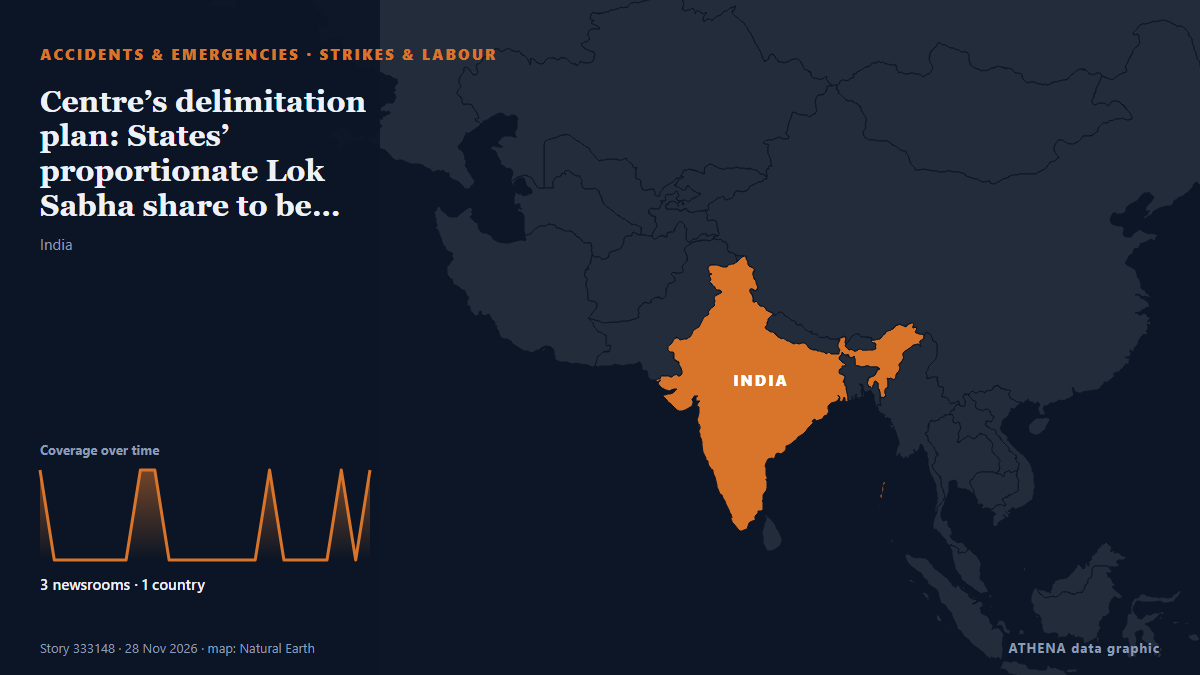 ACCIDENTS & EMERGENCIES · STRIKES & LABOUR
Centre’s delimitation
plan: States’
proportionate Lok
Sabha share to be…
India
INDIA
Coverage over time
3 newsrooms · 1 country
Story 333148 · 28 Nov 2026 · map: Natural Earth
ATHENA data graphic